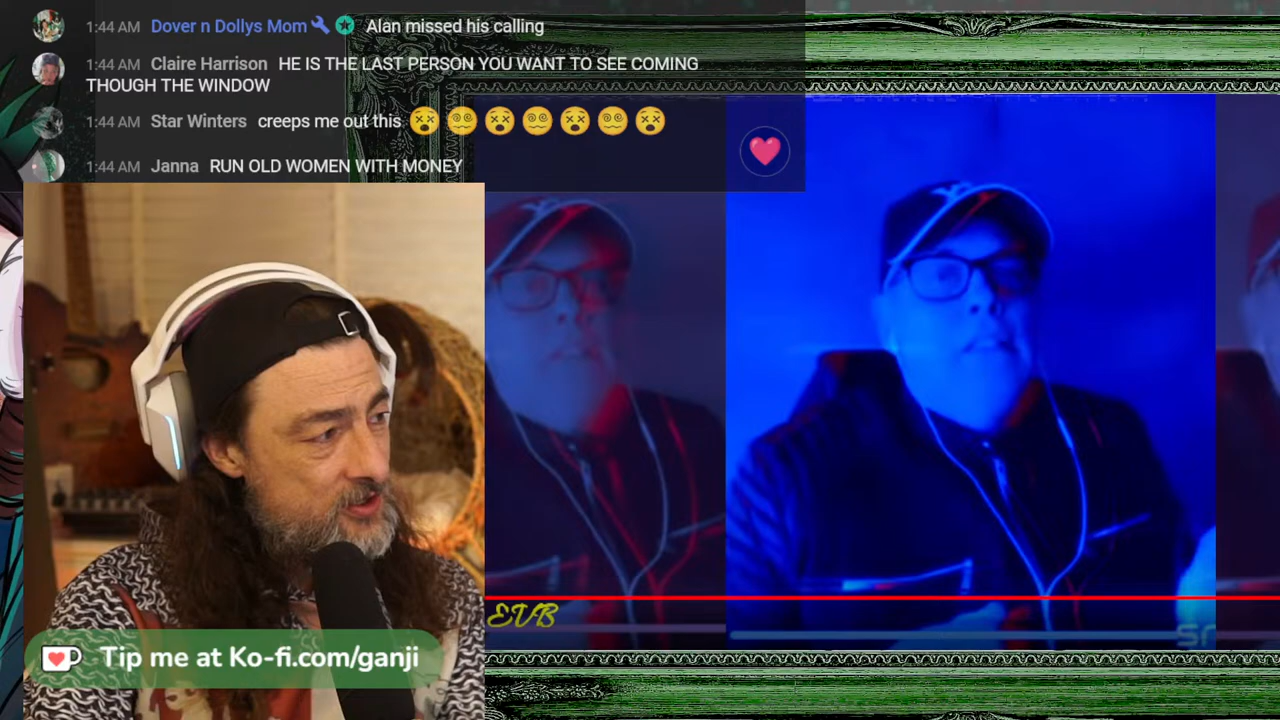 1:44 AM Dover n Dollys Mom Alan missed his calling
1:44 AM Claire Harrison HE IS THE LAST PERSON YOU WANT TO SEE COMING
THOUGH THE WINDOW
1:44 AM Star Winters creeps me out this
1:44 AM Janna RUN OLD WOMEN WITH MONEY
EVB
Tip me at Ko-fi.com/ganji